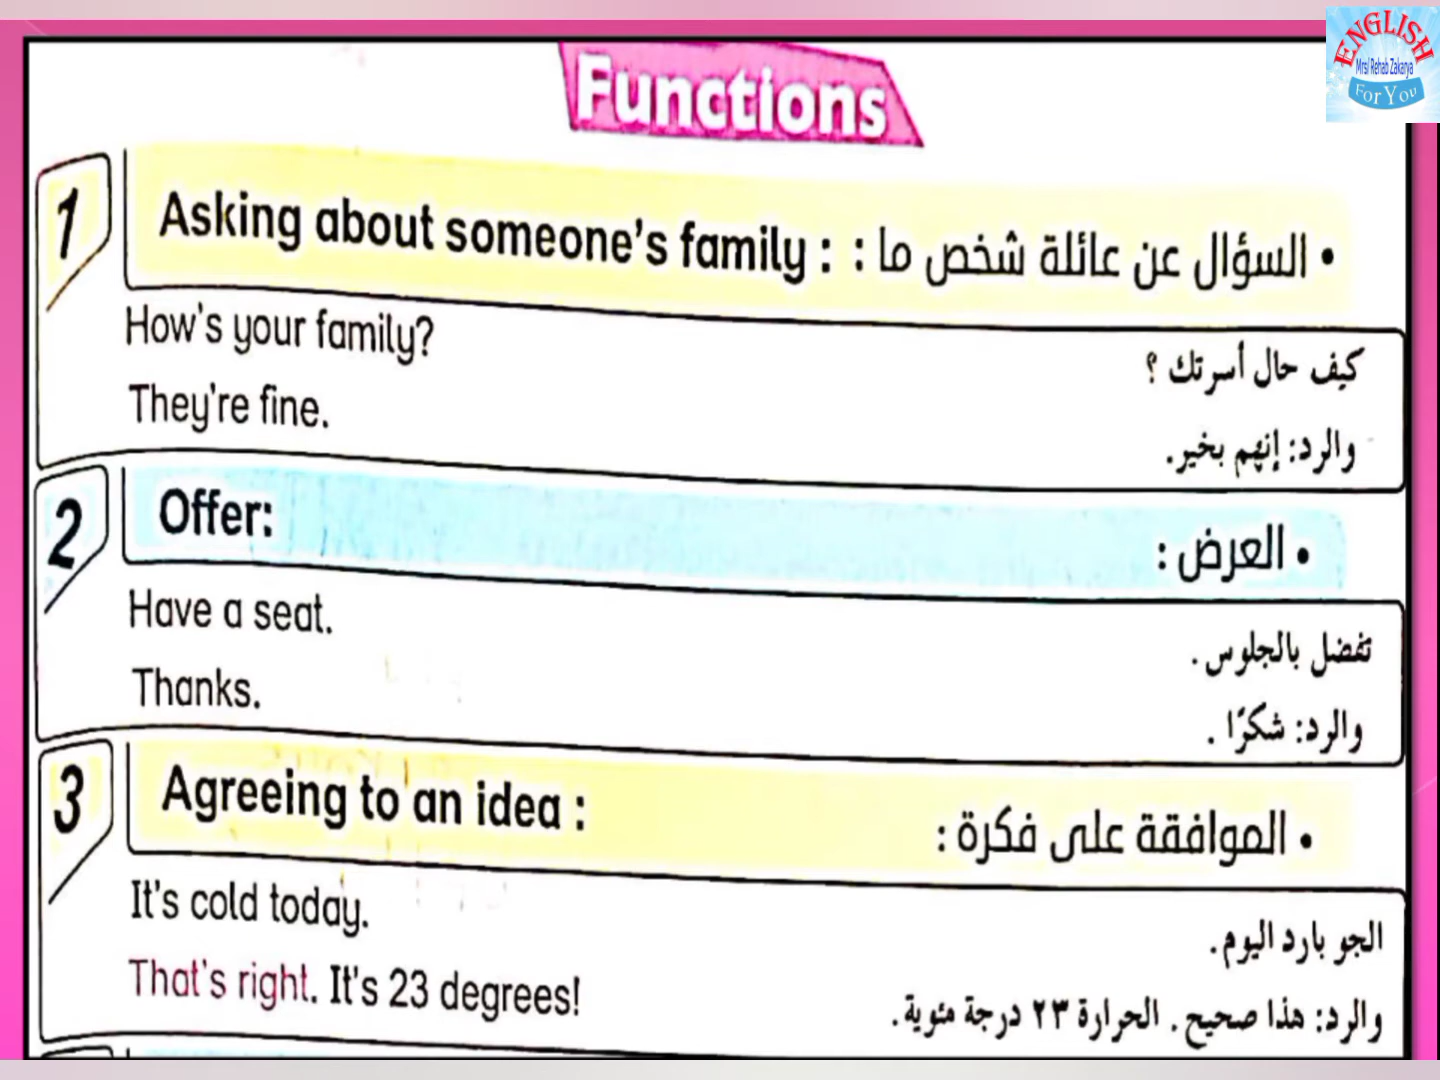 ENGLISH
Mrs/ Rehab Zakarya
For You
Functions
1
Asking about someone's family : • السؤال عن عائلة شخص ما :
How's your family? كيف حال أسرتك ؟
They're fine. والرد: إنهم بخير.
2
Offer: • العرض :
Have a seat. تفضل بالجلوس .
Thanks. والرد: شكرًا .
3
Agreeing to an idea : • الموافقة على فكرة :
It's cold today. الجو بارد اليوم.
That's right. It's 23 degrees! والرد: هذا صحيح. الحرارة ٢٣ درجة مئوية.